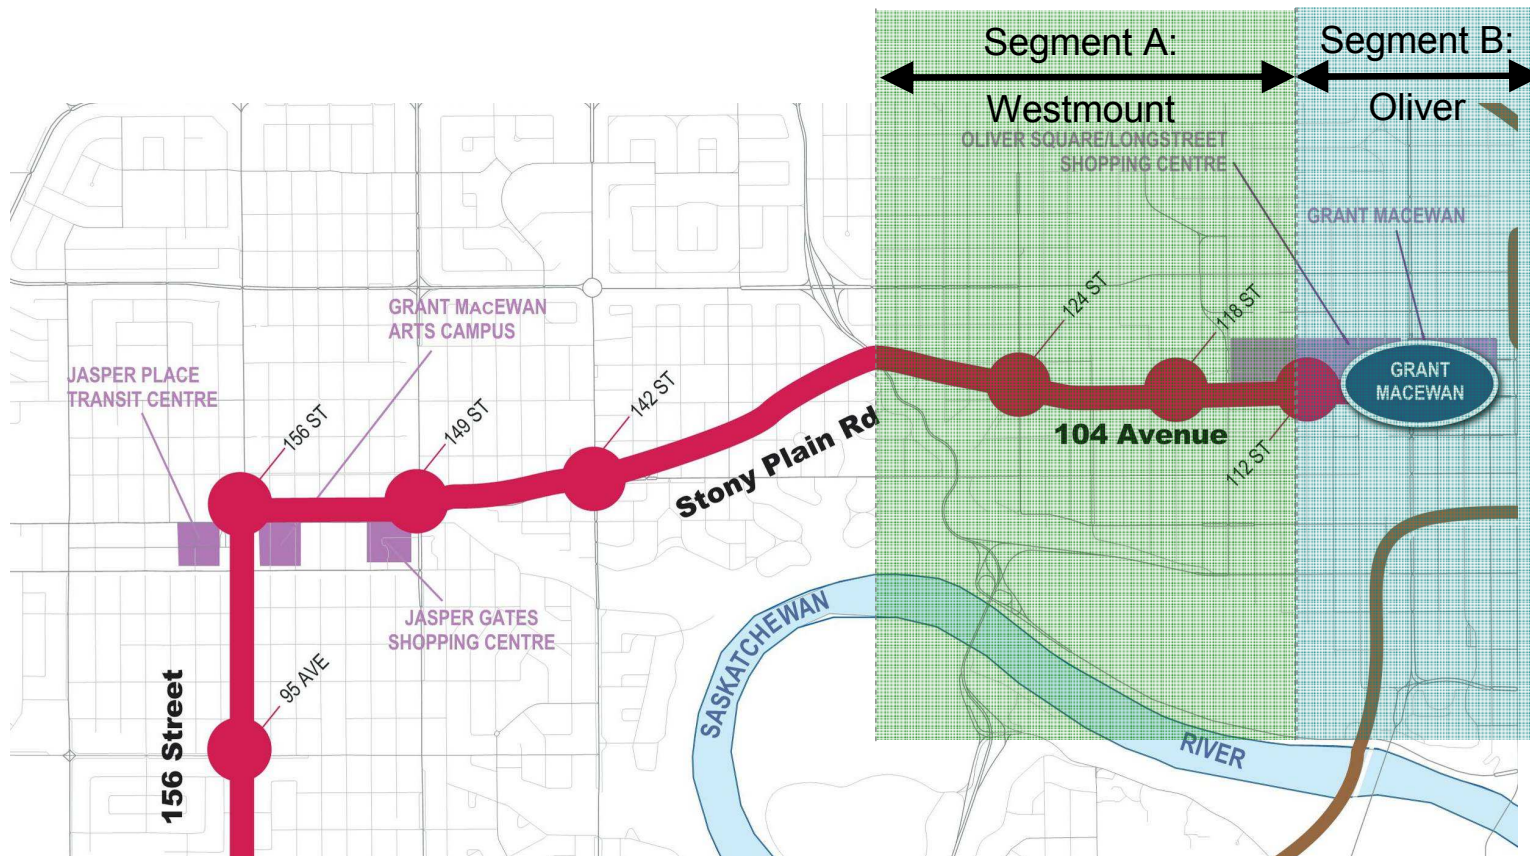 Segment A:
Westmount
Segment B:
Oliver
OLIVER SQUARE/LONGSTREET
SHOPPING CENTRE
GRANT MACEWAN
124 ST
118 ST
GRANT MACEWAN
ARTS CAMPUS
JASPER PLACE
TRANSIT CENTRE
156 ST
149 ST
142 ST
GRANT
MACEWAN
Stony Plain Rd
104 Avenue
112 ST
JASPER GATES
SHOPPING CENTRE
SASKATCHEWAN
RIVER
95 AVE
156 Street